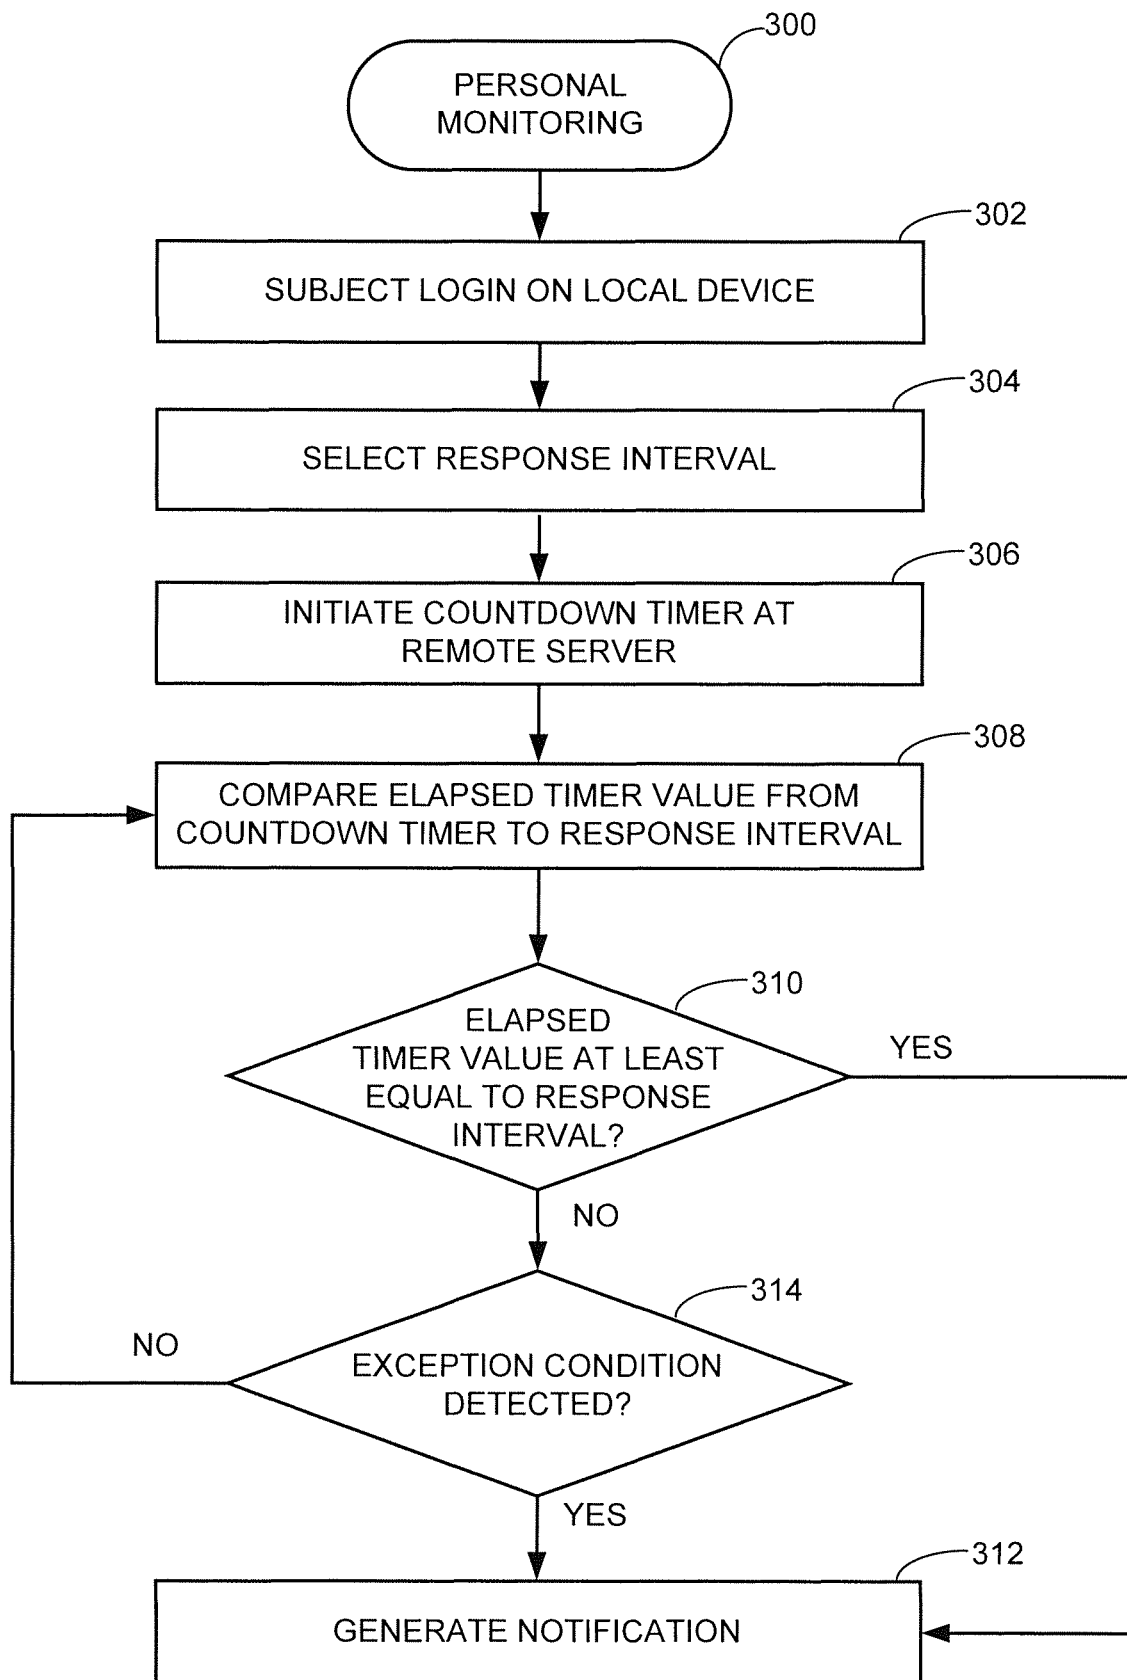 300
PERSONAL
MONITORING
302
SUBJECT LOGIN ON LOCAL DEVICE
304
SELECT RESPONSE INTERVAL
306
INITIATE COUNTDOWN TIMER AT
REMOTE SERVER
308
COMPARE ELAPSED TIMER VALUE FROM
COUNTDOWN TIMER TO RESPONSE INTERVAL
310
ELAPSED
TIMER VALUE AT LEAST
EQUAL TO RESPONSE
INTERVAL?
YES
NO
314
NO
EXCEPTION CONDITION
DETECTED?
YES
312
GENERATE NOTIFICATION